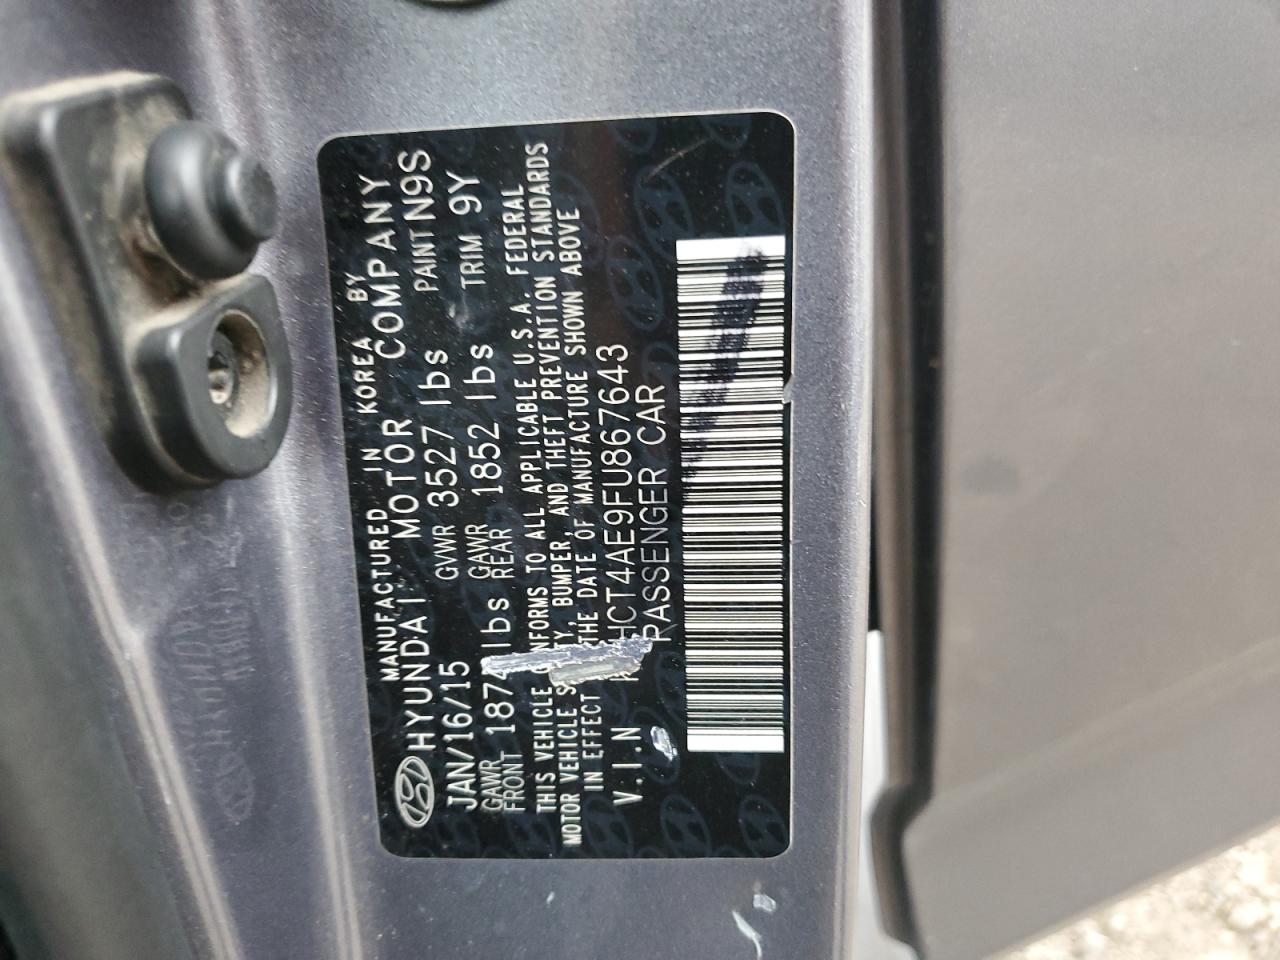 MANUFACTURED IN KOREA BY
HYUNDAI MOTOR COMPANY
JAN/16/15 GVWR 3527 lbs PAINT N9S
GAWR FRONT 1874 lbs GAWR REAR 1852 lbs TRIM 9Y
THIS VEHICLE CONFORMS TO ALL APPLICABLE U.S.A. FEDERAL
MOTOR VEHICLE SAFETY, BUMPER, AND THEFT PREVENTION STANDARDS
IN EFFECT THE DATE OF MANUFACTURE SHOWN ABOVE
V.I.N HCT4AE9FU867643
PASSENGER CAR